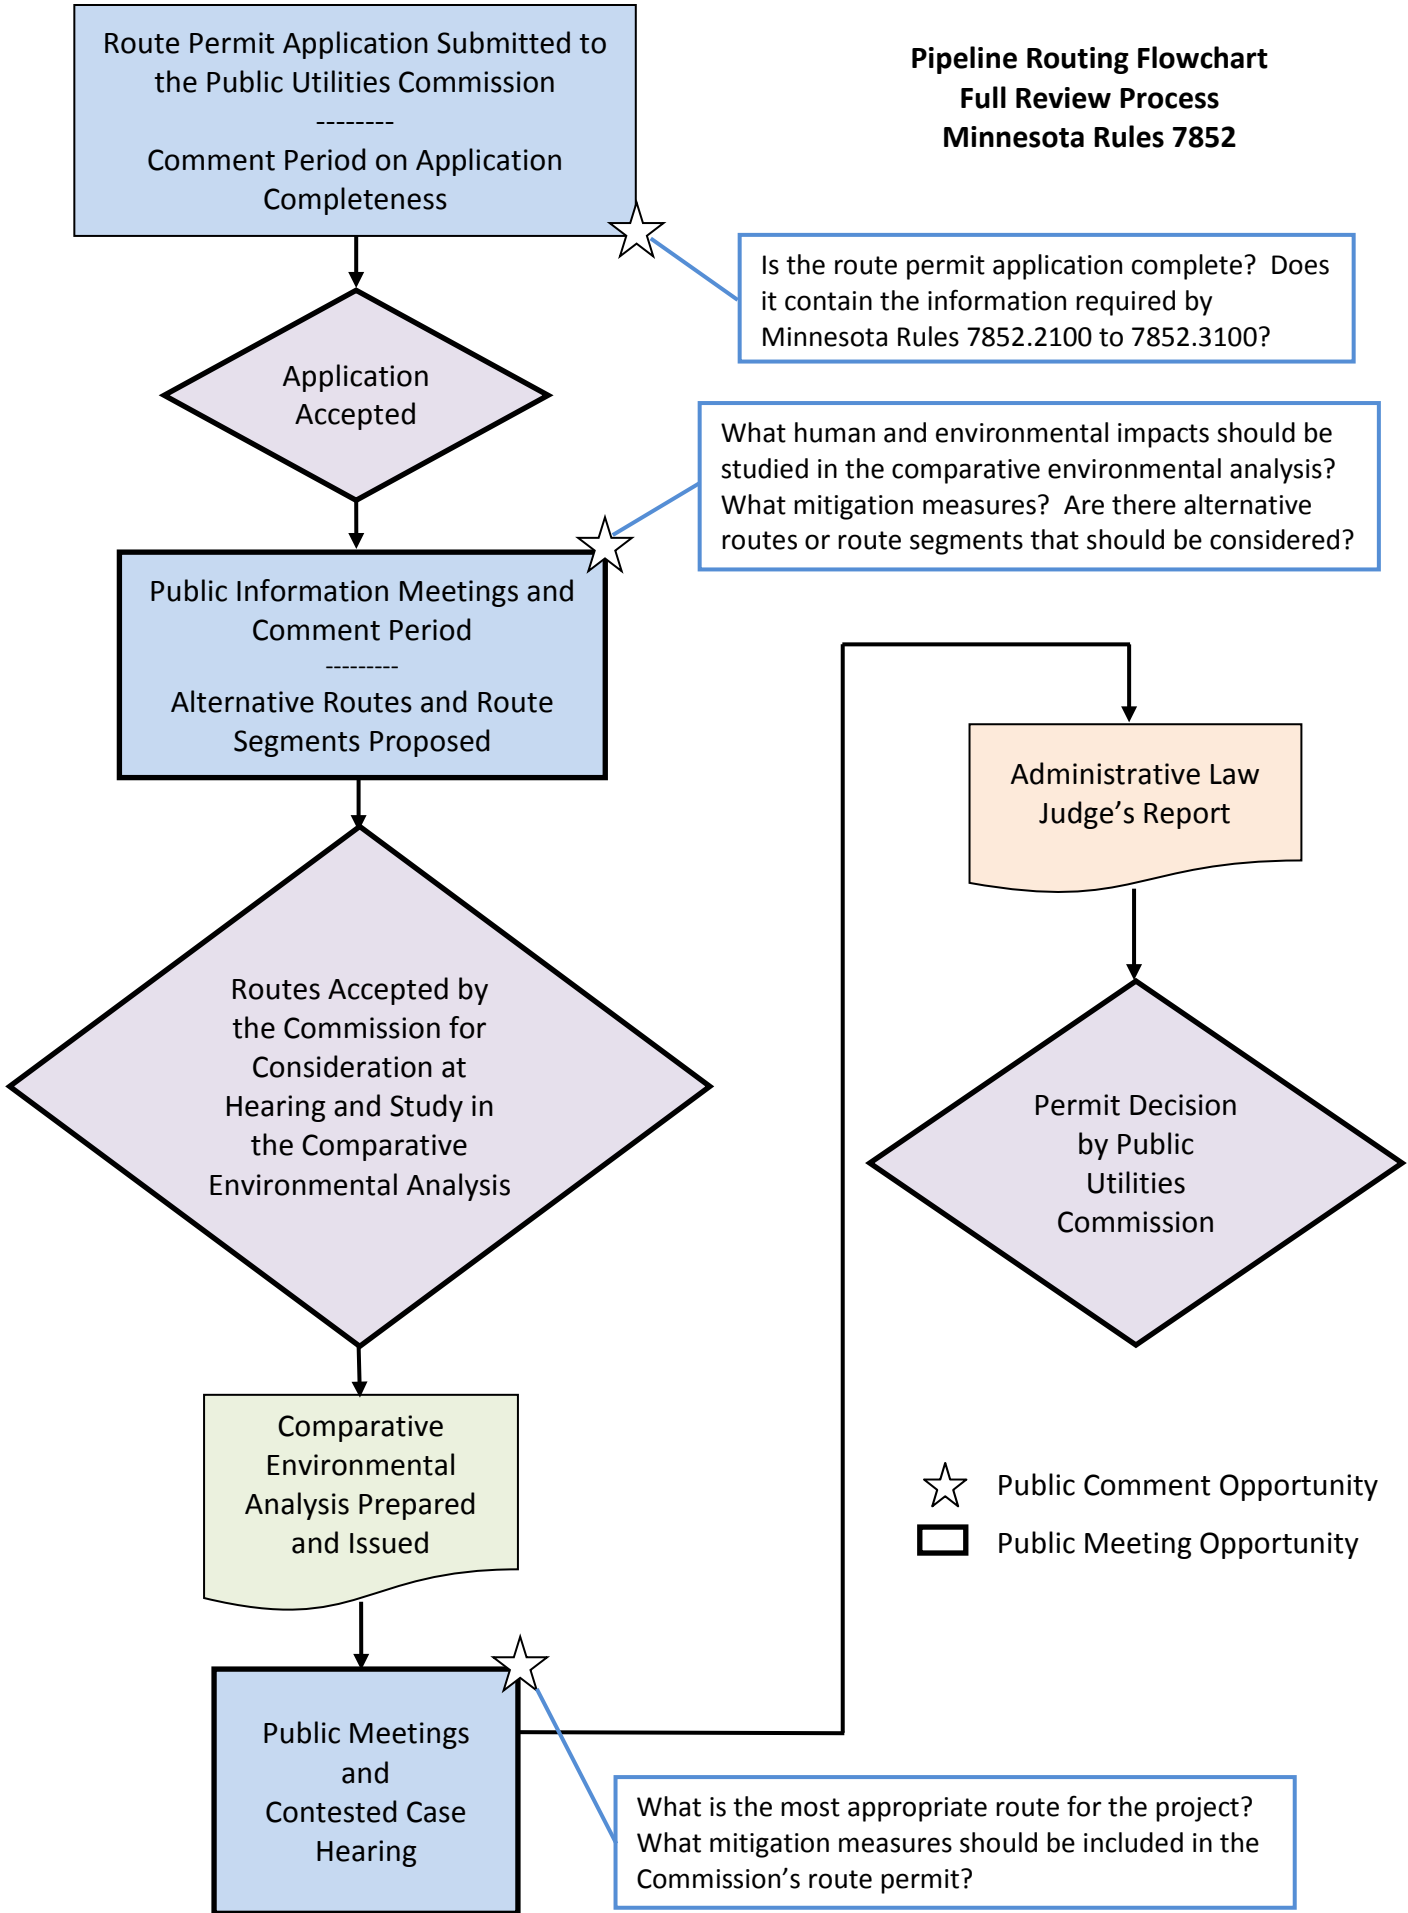 Pipeline Routing Flowchart
Full Review Process
Minnesota Rules 7852
Route Permit Application Submitted to
the Public Utilities Commission
--------
Comment Period on Application
Completeness
Is the route permit application complete?  Does
it contain the information required by
Minnesota Rules 7852.2100 to 7852.3100?
Application
Accepted
What human and environmental impacts should be
studied in the comparative environmental analysis?
What mitigation measures?  Are there alternative
routes or route segments that should be considered?
Public Information Meetings and
Comment Period
---------
Alternative Routes and Route
Segments Proposed
Routes Accepted by
the Commission for
Consideration at
Hearing and Study in
the Comparative
Environmental Analysis
Comparative
Environmental
Analysis Prepared
and Issued
Public Meetings
and
Contested Case
Hearing
What is the most appropriate route for the project?
What mitigation measures should be included in the
Commission’s route permit?
Administrative Law
Judge’s Report
Permit Decision
by Public
Utilities
Commission
Public Comment Opportunity
Public Meeting Opportunity